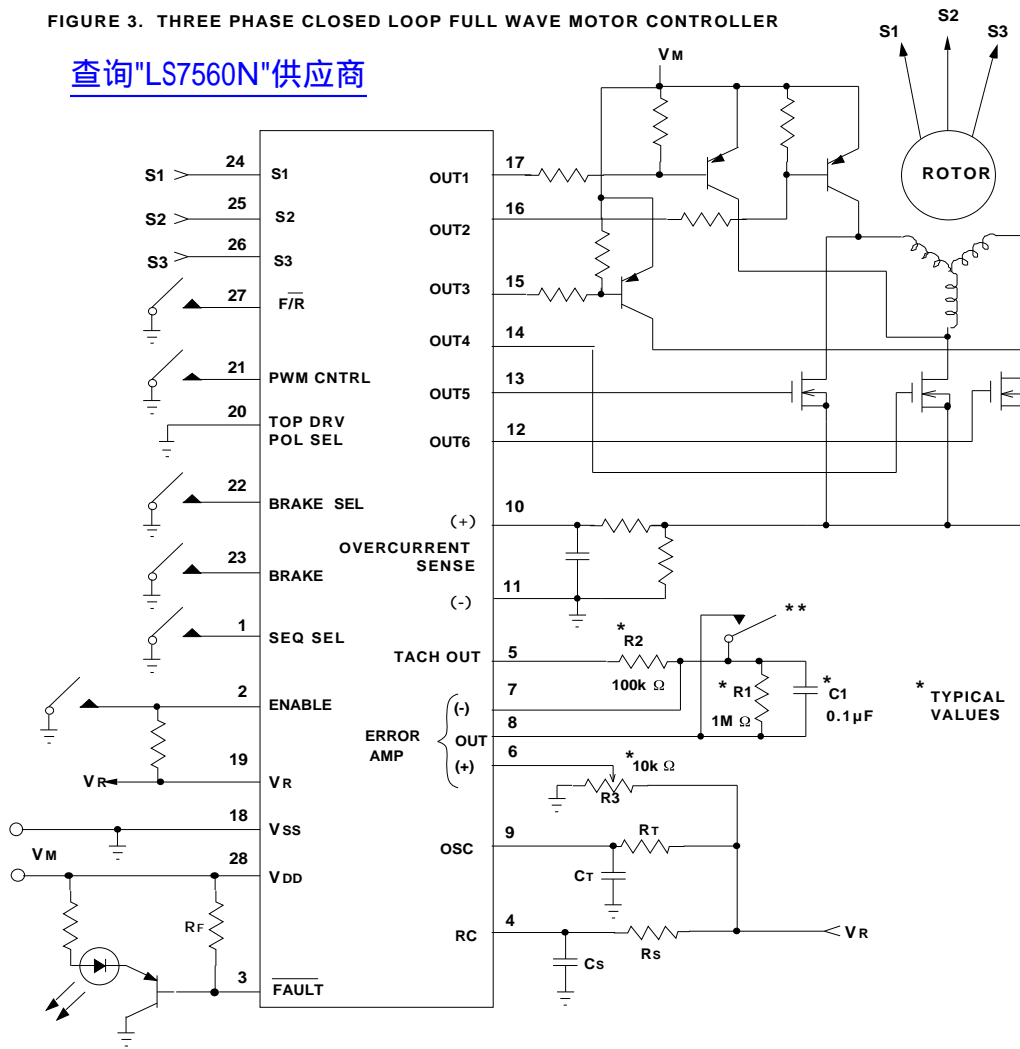 FIGURE 3. THREE PHASE CLOSED LOOP FULL WAVE MOTOR CONTROLLER
查询"LS7560N"供应商
S1
S2
S3
ROTOR
VM
S1
24
S1
S2
25
S2
S3
26
S3
27
F/R
21
PWM CNTRL
20
TOP DRV
POL SEL
22
BRAKE SEL
23
BRAKE
1
SEQ SEL
2
ENABLE
19
VR
VR
18
VSS
VM
28
VDD
RF
3
FAULT
OUT1
17
OUT2
16
OUT3
15
OUT4
14
OUT5
13
OUT6
12
(+)
10
OVERCURRENT
SENSE
(-)
11
TACH OUT
5
*
R2
100k Ω
**
ERROR
AMP
(-)
7
OUT
8
(+)
6
*
R1
1M Ω
*
C1
0.1µF
* TYPICAL
VALUES
*10k Ω
R3
OSC
9
RT
CT
RC
4
RS
CS
VR